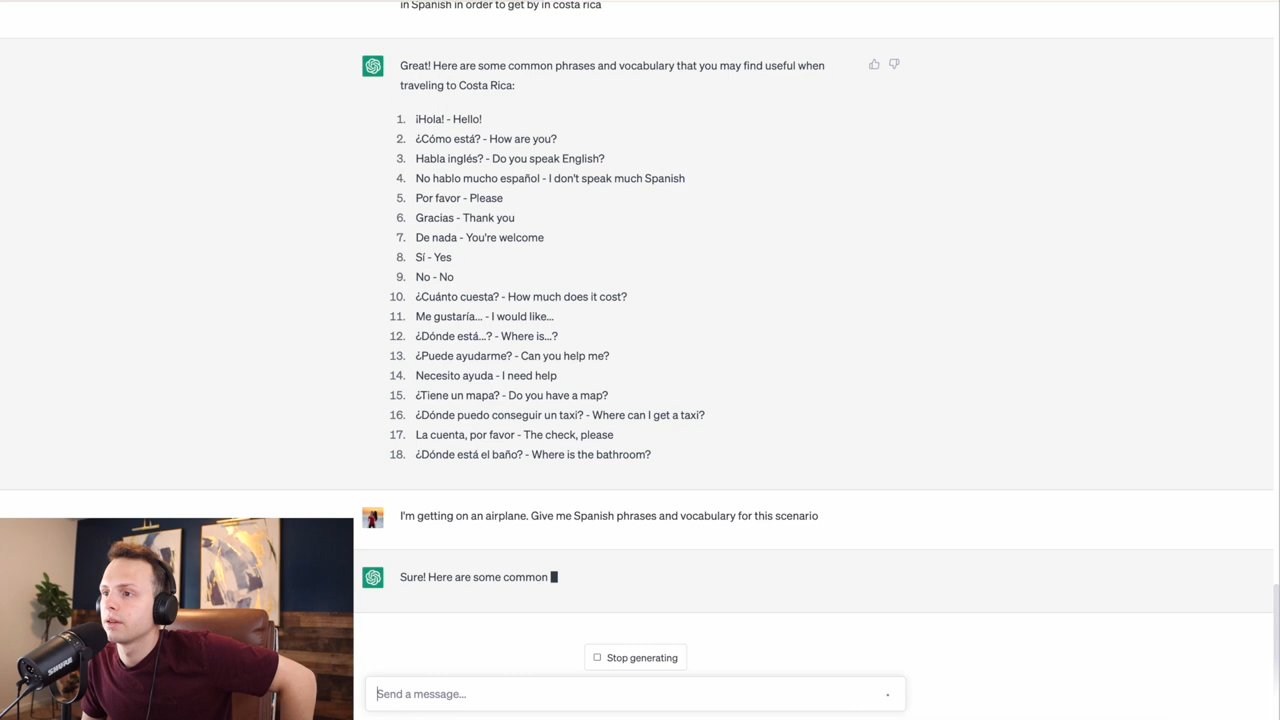 in Spanish in order to get by in costa rica
Great! Here are some common phrases and vocabulary that you may find useful when
traveling to Costa Rica:
1. ¡Hola! - Hello!
2. ¿Cómo está? - How are you?
3. Habla inglés? - Do you speak English?
4. No hablo mucho español - I don't speak much Spanish
5. Por favor - Please
6. Gracias - Thank you
7. De nada - You're welcome
8. Sí - Yes
9. No - No
10. ¿Cuánto cuesta? - How much does it cost?
11. Me gustaría... - I would like...
12. ¿Dónde está...? - Where is...?
13. ¿Puede ayudarme? - Can you help me?
14. Necesito ayuda - I need help
15. ¿Tiene un mapa? - Do you have a map?
16. ¿Dónde puedo conseguir un taxi? - Where can I get a taxi?
17. La cuenta, por favor - The check, please
18. ¿Dónde está el baño? - Where is the bathroom?
I'm getting on an airplane. Give me Spanish phrases and vocabulary for this scenario
Sure! Here are some common
Stop generating
Send a message...
SHURE